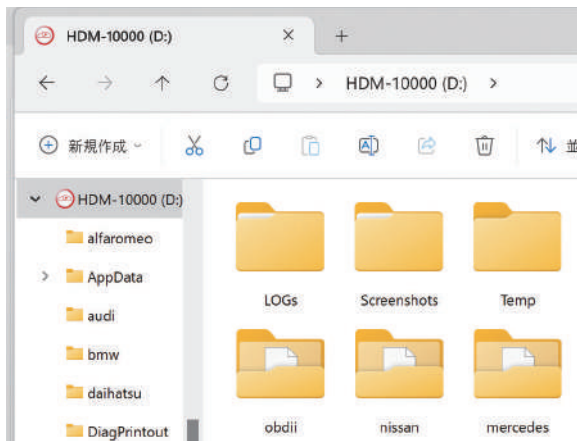 HDM-10000 (D:)
HDM-10000 (D:)
新規作成
HDM-10000 (D:)
alfaromeo
AppData
audi
bmw
daihatsu
DiagPrintout
LOGs
Screenshots
Temp
obdii
nissan
mercedes